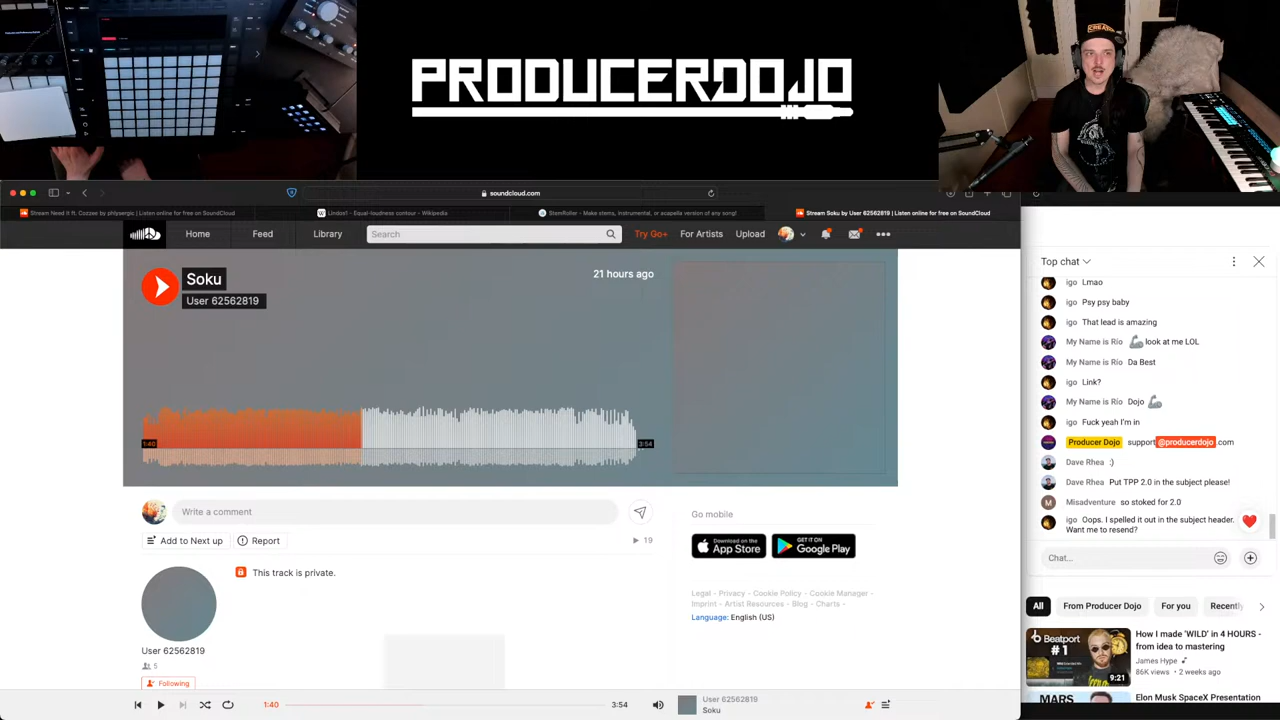 PRODUCERDOJO
soundcloud.com
Stream Need It ft. Cozzee by phlysergic | Listen online for free on SoundCloud
Lindos! - Equal-loudness contour - Wikipedia
StemRoller - Make stems, instrumental, or acapella version of any song!
Stream Soku by User 62562819 | Listen online for free on SoundCloud
Home
Feed
Library
Search
Try Go+
For Artists
Upload
Soku
User 62562819
21 hours ago
1:40
3:54
Write a comment
Add to Next up
Report
19
This track is private.
User 62562819
5
Following
Go mobile
Download on the App Store
GET IT ON Google Play
Legal - Privacy - Cookie Policy - Cookie Manager -
Imprint - Artist Resources - Blog - Charts -
Language: English (US)
1:40
3:54
User 62562819
Soku
Top chat
igo Lmao
igo Psy psy baby
igo That lead is amazing
My Name is Río look at me LOL
My Name is Río Da Best
igo Link?
My Name is Río Dojo
igo Fuck yeah I'm in
Producer Dojo support @producerdojo com
Dave Rhea :)
Dave Rhea Put TPP 2.0 in the subject please!
M Misadventure so stoked for 2.0
igo Oops. I spelled it out in the subject header.
Want me to resend?
Chat...
All
From Producer Dojo
For you
Recently
Beatport
#1
9:21
How I made 'WILD' in 4 HOURS -
from idea to mastering
James Hype
86K views • 2 weeks ago
MARS
Elon Musk SpaceX Presentation